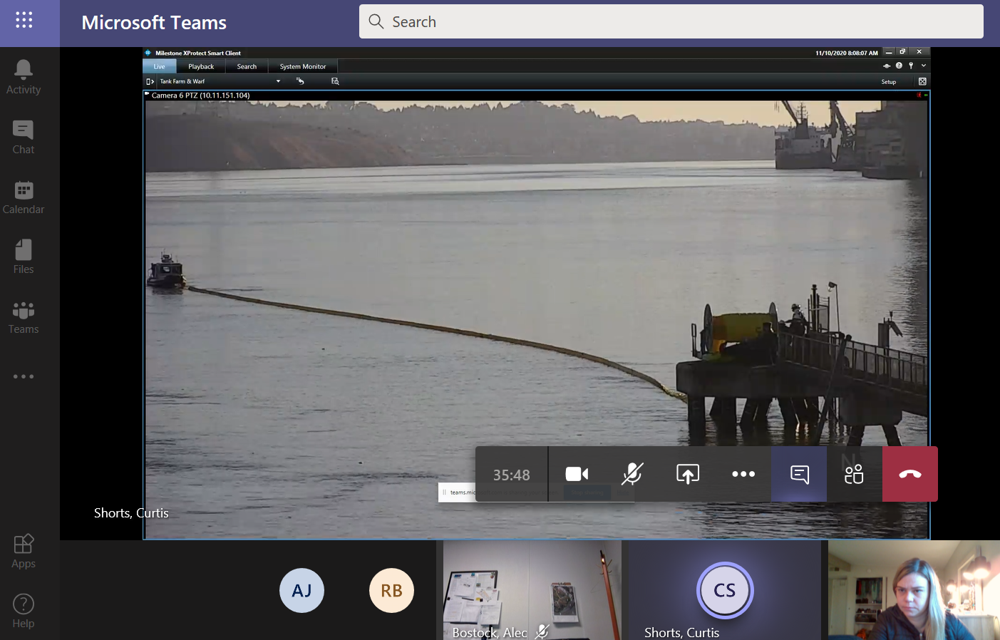 Microsoft Teams
Search
Activity
Chat
Calendar
Files
Teams
Apps
Help
Milestone XProtect Smart Client
11/10/2020 8:08:07 AM
Live
Playback
Search
System Monitor
Tank Farm & Warf
Setup
Camera 6 PTZ (10.11.151.104)
35:48
Shorts, Curtis
AJ
RB
Bostock, Alec
CS
Shorts, Curtis